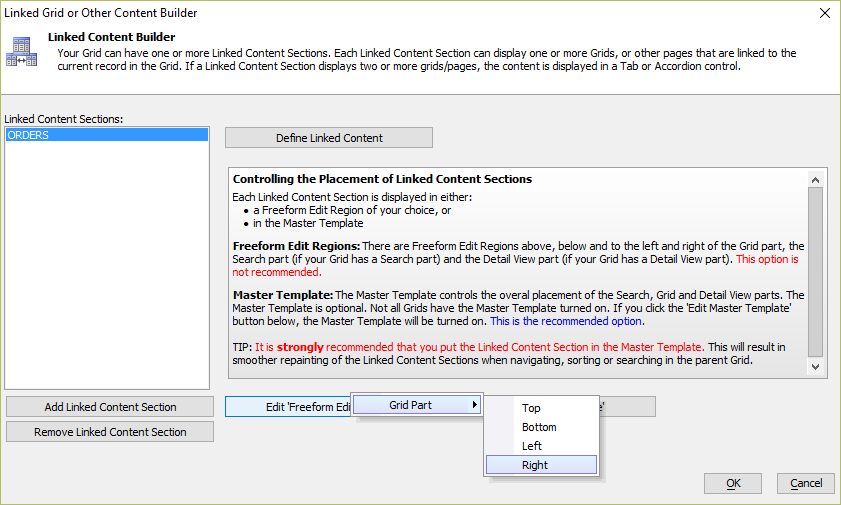 Linked Grid or Other Content Builder
Linked Content Builder
Your Grid can have one or more Linked Content Sections. Each Linked Content Section can display one or more Grids, or other pages that are linked to the
current record in the Grid. If a Linked Content Section displays two or more grids/pages, the content is displayed in a Tab or Accordion control.
Linked Content Sections:
ORDERS
Define Linked Content
Controlling the Placement of Linked Content Sections
Each Linked Content Section is displayed in either:
• a Freeform Edit Region of your choice, or
• in the Master Template
Freeform Edit Regions: There are Freeform Edit Regions above, below and to the left and right of the Grid part, the
Search part (if your Grid has a Search part) and the Detail View part (if your Grid has a Detail View part). This option is
not recommended.
Master Template: The Master Template controls the overal placement of the Search, Grid and Detail View parts. The
Master Template is optional. Not all Grids have the Master Template turned on. If you click the 'Edit Master Template'
button below, the Master Template will be turned on. This is the recommended option.
TIP: It is strongly recommended that you put the Linked Content Section in the Master Template. This will result in
smoother repainting of the Linked Content Sections when navigating, sorting or searching in the parent Grid.
Add Linked Content Section
Edit 'Freeform Edi
Grid Part
Top
Bottom
Left
Right
Remove Linked Content Section
OK
Cancel